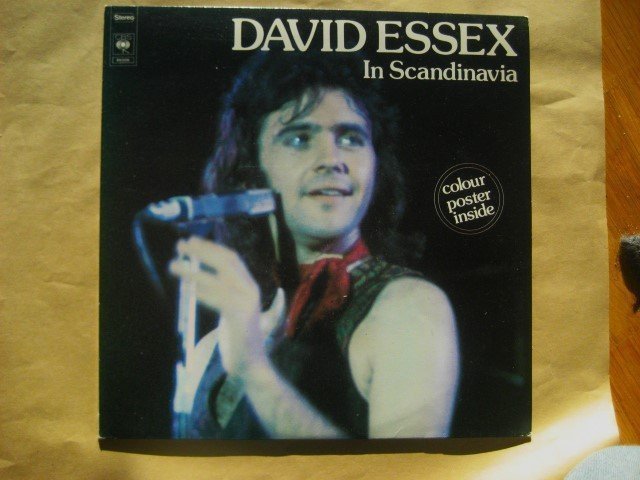 Stereo
CBS
DAVID ESSEX
In Scandinavia
colour
poster
inside